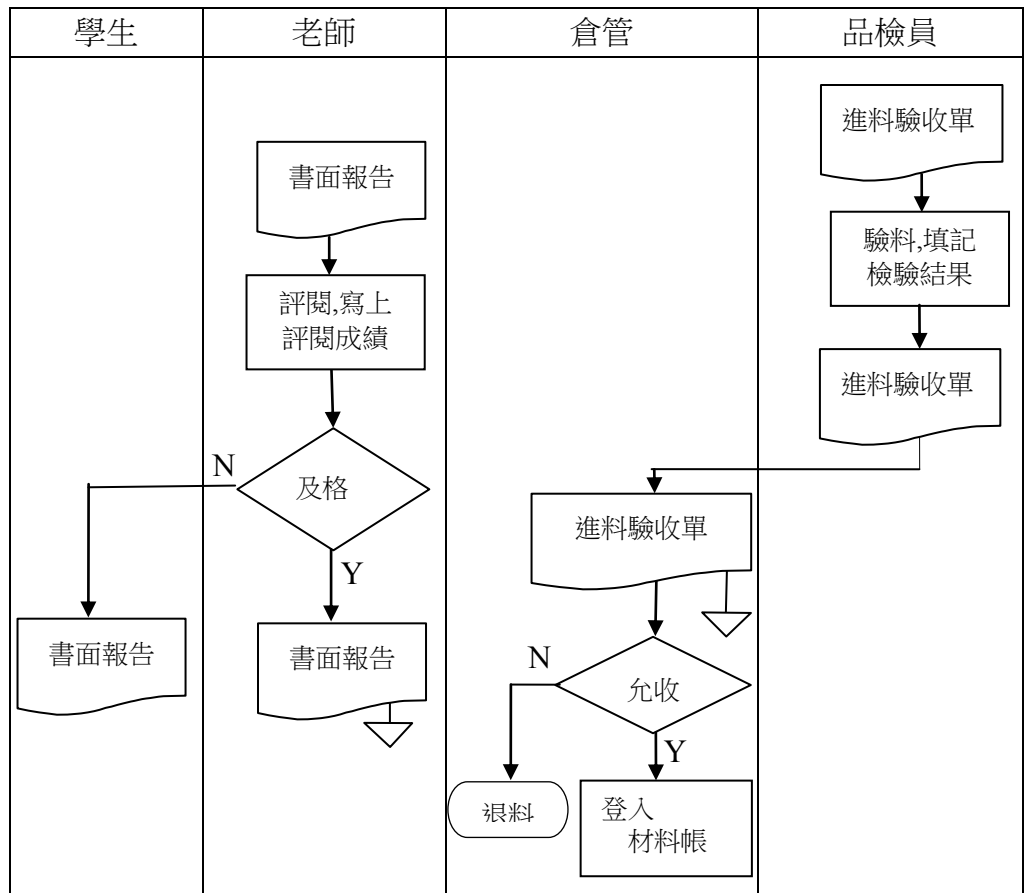 學生
老師
倉管
品檢員
進料驗收單
書面報告
驗料,填記
檢驗結果
評閱,寫上
評閱成績
進料驗收單
N
及格
進料驗收單
Y
書面報告
書面報告
N
允收
Y
退料
登入
材料帳